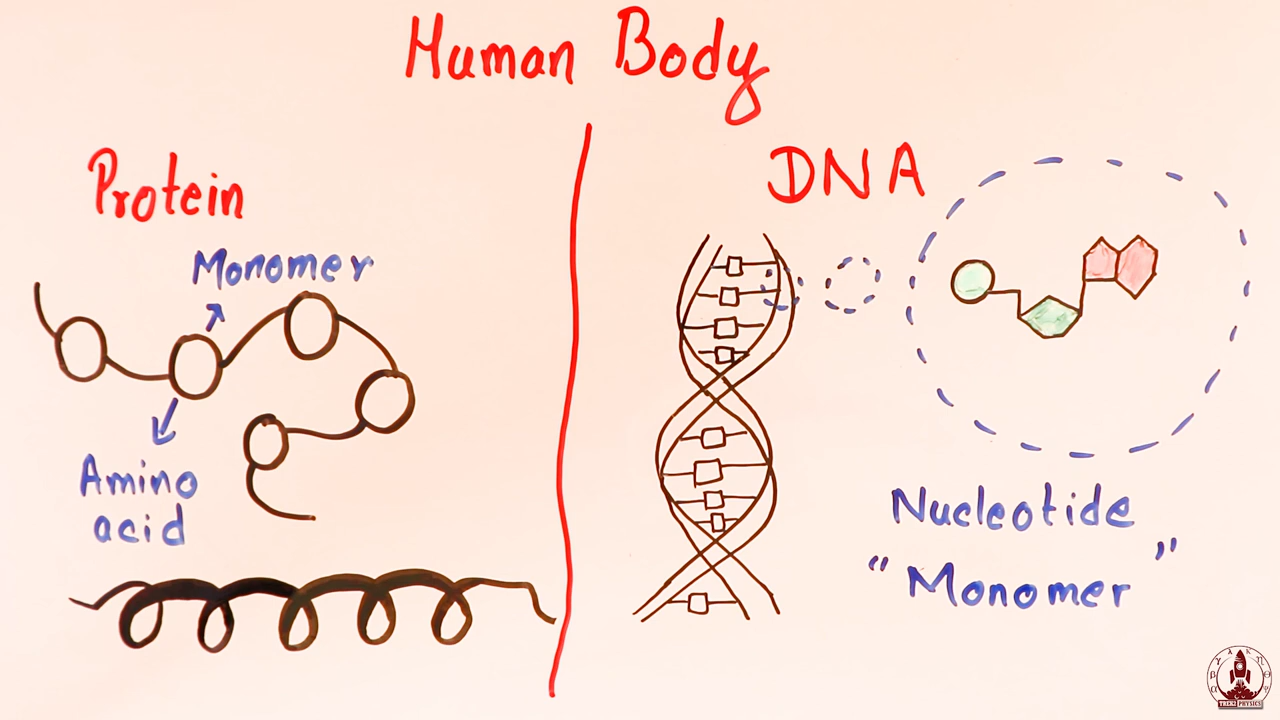 Human Body
Protein
Monomer
Amino
acid
DNA
Nucleotide
"Monomer"